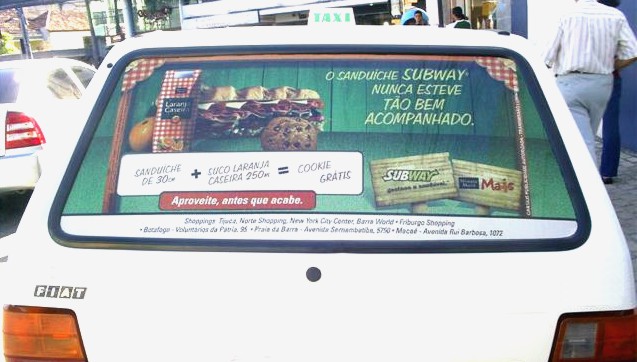 TAXI
O SANDUÍCHE SUBWAY®
NUNCA ESTEVE
TÃO BEM
ACOMPANHADO.
Laranja
Caseira
SANDUÍCHE
DE 30CM
+
SUCO LARANJA
CASEIRA 250ML
=
COOKIE
GRÁTIS
SUBWAY
Mais
Aproveite, antes que acabe.
Shoppings Tijuca, Norte Shopping, New York City Center, Barra World • Friburgo Shopping
• Botafogo - Voluntários da Pátria, 95 • Praia da Barra - Avenida Sernambetiba, 5750 • Macaé - Avenida Rui Barbosa, 1072
FIAT